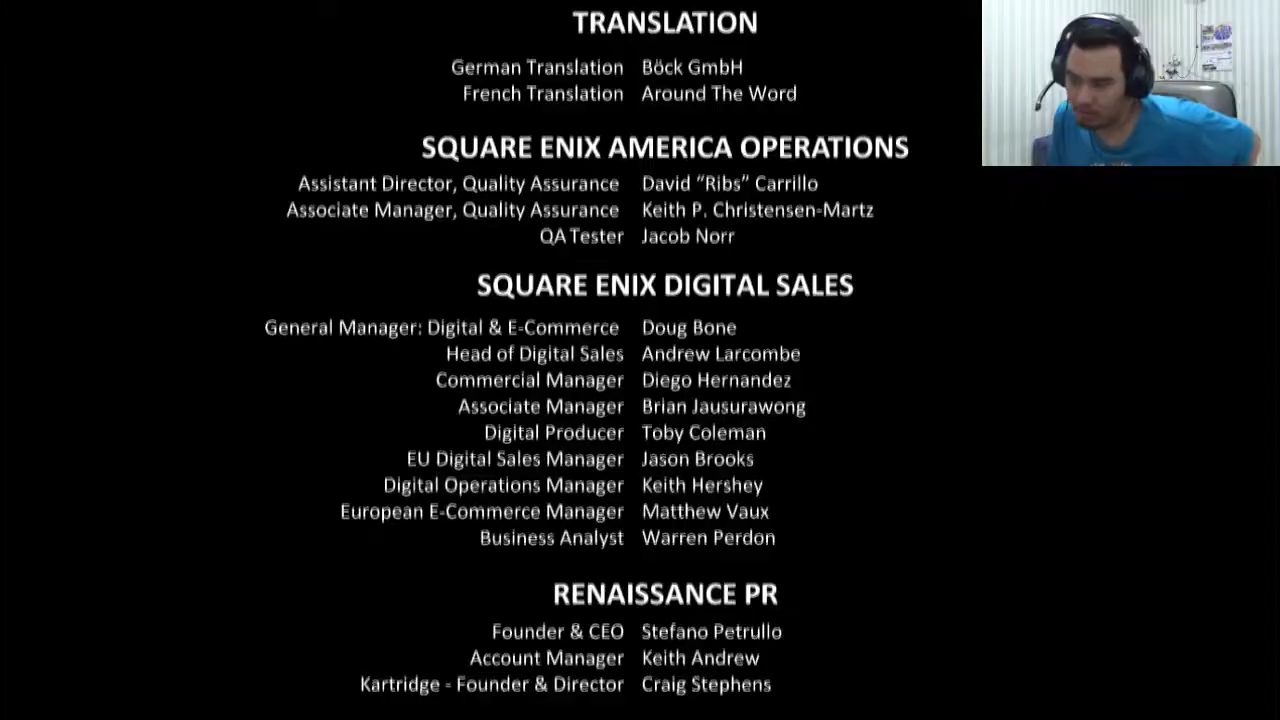 TRANSLATION
German Translation Böck GmbH
French Translation Around The Word
SQUARE ENIX AMERICA OPERATIONS
Assistant Director, Quality Assurance David “Ribs” Carrillo
Associate Manager, Quality Assurance Keith P. Christensen-Martz
QA Tester Jacob Norr
SQUARE ENIX DIGITAL SALES
General Manager: Digital & E-Commerce Doug Bone
Head of Digital Sales Andrew Larcombe
Commercial Manager Diego Hernandez
Associate Manager Brian Jausurawong
Digital Producer Toby Coleman
EU Digital Sales Manager Jason Brooks
Digital Operations Manager Keith Hershey
European E-Commerce Manager Matthew Vaux
Business Analyst Warren Perdon
RENAISSANCE PR
Founder & CEO Stefano Petrullo
Account Manager Keith Andrew
Kartridge - Founder & Director Craig Stephens